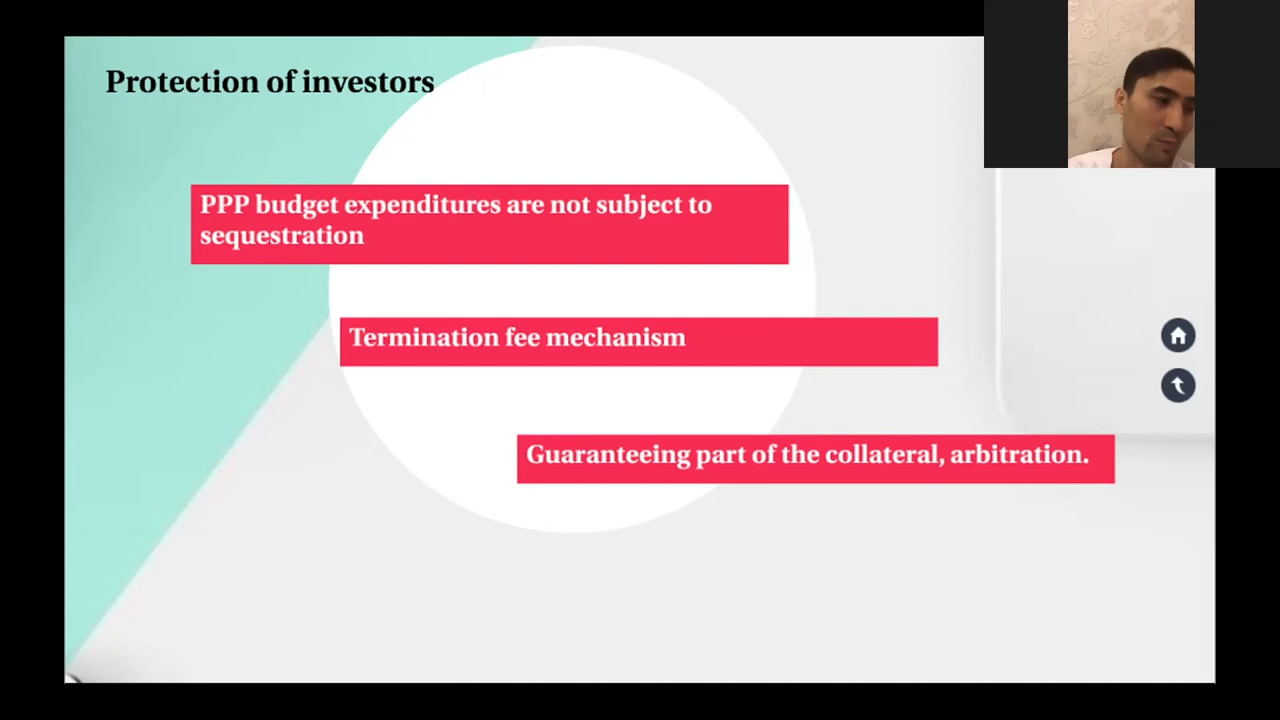 Protection of investors
PPP budget expenditures are not subject to
sequestration
Termination fee mechanism
Guaranteeing part of the collateral, arbitration.